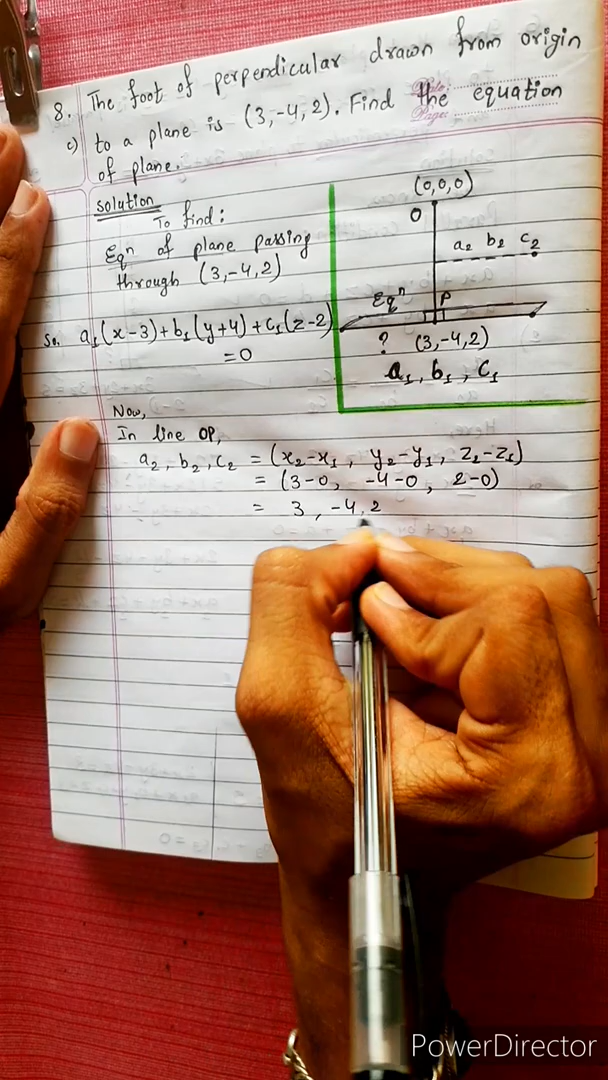 8. The foot of perpendicular drawn from origin
c) to a plane is (3,-4,2). Find the equation
of plane.
Date:
Page:
Solution
To find:
Eqⁿ of plane passing
through (3,-4,2)
So, a₁(x-3)+b₁(y+4)+c₁(z-2)
=0
(0,0,0)
O
a₂ b₂ c₂
Eqⁿ P
? (3,-4,2)
a₁, b₁, c₁
Now,
In line OP,
a₂, b₂, c₂ = (x₂-x₁, y₂-y₁, z₂-z₁)
= (3-0, -4-0, 2-0)
= 3, -4, 2
PowerDirector